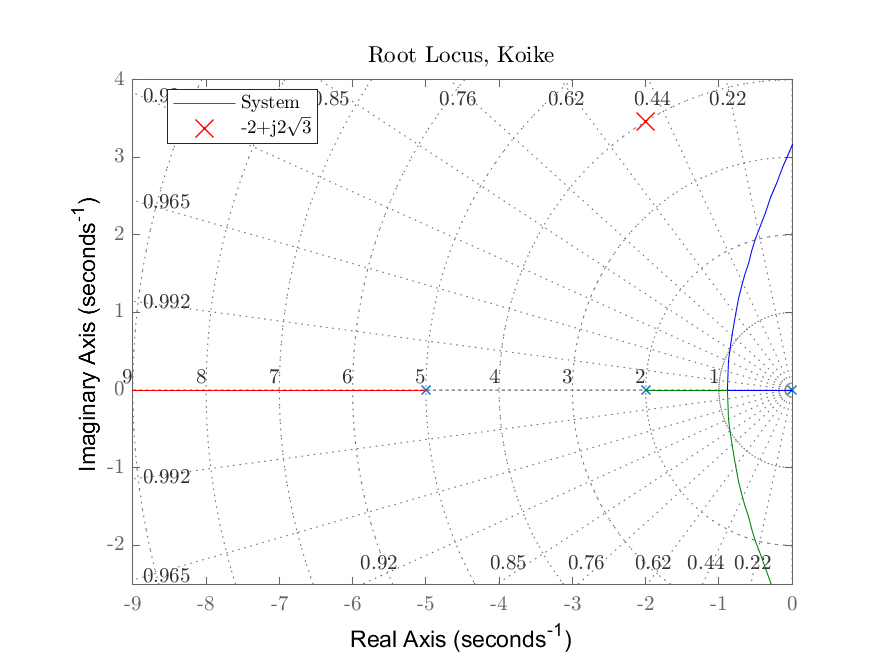 Root Locus, Koike
4
0.85 0.76 0.62 0.44 0.22
System
-2+j2√3
3
0.965
2
0.992
1
9 8 7 6 5 4 3 2 1
0
-1
0.992
-2
0.92 0.85 0.76 0.62 0.44 0.22
0.965
-9 -8 -7 -6 -5 -4 -3 -2 -1 0
Imaginary Axis (seconds⁻¹)
Real Axis (seconds⁻¹)